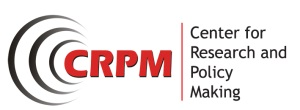 CRPM
Center for
Research and
Policy
Making